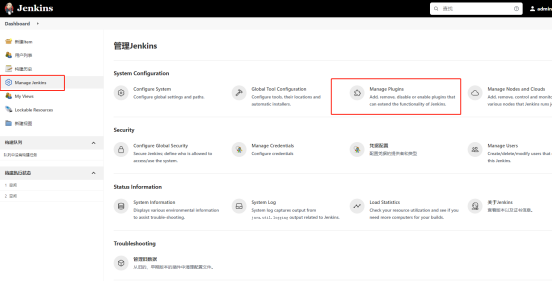 Jenkins
查找
admin
Dashboard
新建Item
用户列表
构建历史
Manage Jenkins
My Views
Lockable Resources
新建视图
构建队列
队列中没有构建任务
构建执行状态
1 空闲
2 空闲
管理Jenkins
System Configuration
Configure System
Configure global settings and paths.
Global Tool Configuration
Configure tools, their locations and
automatic installers.
Manage Plugins
Add, remove, disable or enable plugins that
can extend the functionality of Jenkins.
Manage Nodes and Clouds
Add, remove, control and monitor
various nodes that Jenkins runs
Security
Configure Global Security
Secure Jenkins; define who is allowed to
access/use the system.
Manage Credentials
Configure credentials
凭据配置
配置凭据的提供者和类型
Manage Users
Create/delete/modify users that
this Jenkins.
Status Information
System Information
Displays various environmental information
to assist trouble-shooting.
System Log
System log captures output from
java.util.logging output related to Jenkins.
Load Statistics
Check your resource utilization and see if you
need more computers for your builds.
关于Jenkins
查看版本以及证书信息。
Troubleshooting
管理旧数据
从旧的、早期版本的插件中清理配置文件。